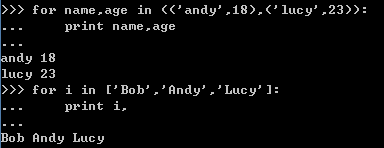 >>> for name,age in (('andy',18),('lucy',23)):
...     print name,age
...
andy 18
lucy 23
>>> for i in ['Bob','Andy','Lucy']:
...     print i,
...
Bob Andy Lucy